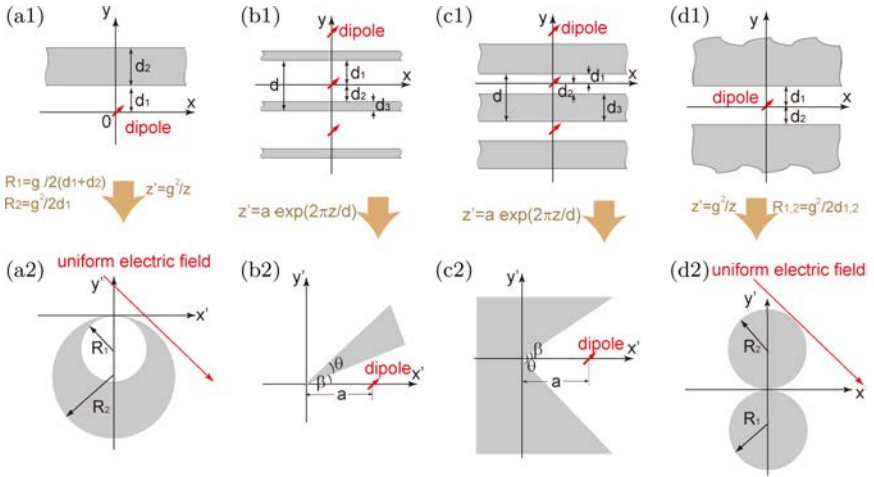 (a1)
y
d₂
d₁
x
0
dipole
(b1)
y
dipole
d
d₁
x
d₂
d₃
(c1)
y
dipole
d
d₁
x
d₂
d₃
(d1)
y
dipole
d₁
x
d₂
R₁=g /2(d₁+d₂)
R₂=g²/2d₁
z'=g²/z
z'=a exp(2πz/d)
z'=a exp(2πz/d)
z'=g²/z
R₁,₂=g²/2d₁,₂
(a2)
uniform electric field
y'
x'
R₁
R₂
(b2)
y'
θ
dipole
β
x'
a
(c2)
y'
dipole
β
x'
θ
a
(d2)
uniform electric field
y'
R₂
x
R₁